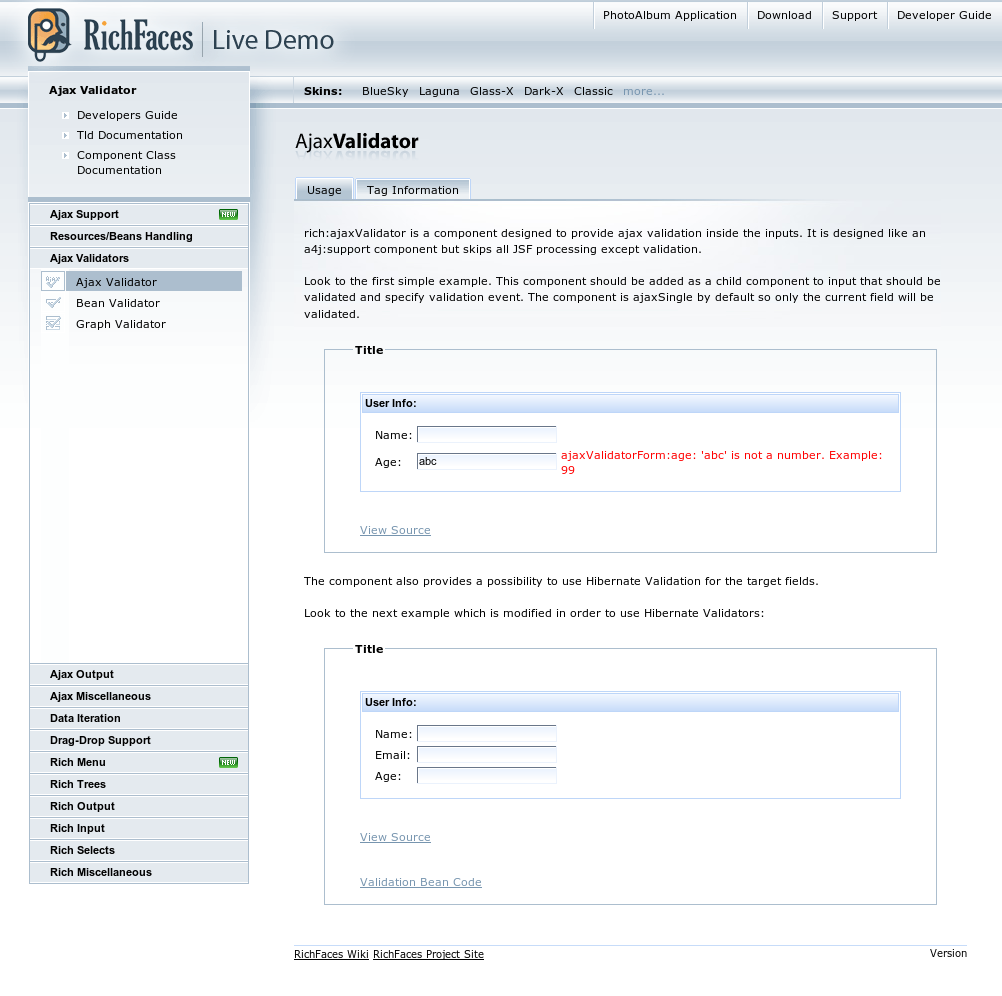 PhotoAlbum Application Download Support Developer Guide
RichFaces Live Demo
Ajax Validator
Developers Guide
Tld Documentation
Component Class
Documentation
Skins: BlueSky Laguna Glass-X Dark-X Classic more...
Ajax Support NEW
Resources/Beans Handling
Ajax Validators
Ajax Validator
Bean Validator
Graph Validator
Ajax Output
Ajax Miscellaneous
Data Iteration
Drag-Drop Support
Rich Menu NEW
Rich Trees
Rich Output
Rich Input
Rich Selects
Rich Miscellaneous
AjaxValidator
Usage Tag Information
rich:ajaxValidator is a component designed to provide ajax validation inside the inputs. It is designed like an
a4j:support component but skips all JSF processing except validation.
Look to the first simple example. This component should be added as a child component to input that should be
validated and specify validation event. The component is ajaxSingle by default so only the current field will be
validated.
Title
User Info:
Name:
Age: abc ajaxValidatorForm:age: 'abc' is not a number. Example:
99
View Source
The component also provides a possibility to use Hibernate Validation for the target fields.
Look to the next example which is modified in order to use Hibernate Validators:
Title
User Info:
Name:
Email:
Age:
View Source
Validation Bean Code
RichFaces Wiki RichFaces Project Site Version